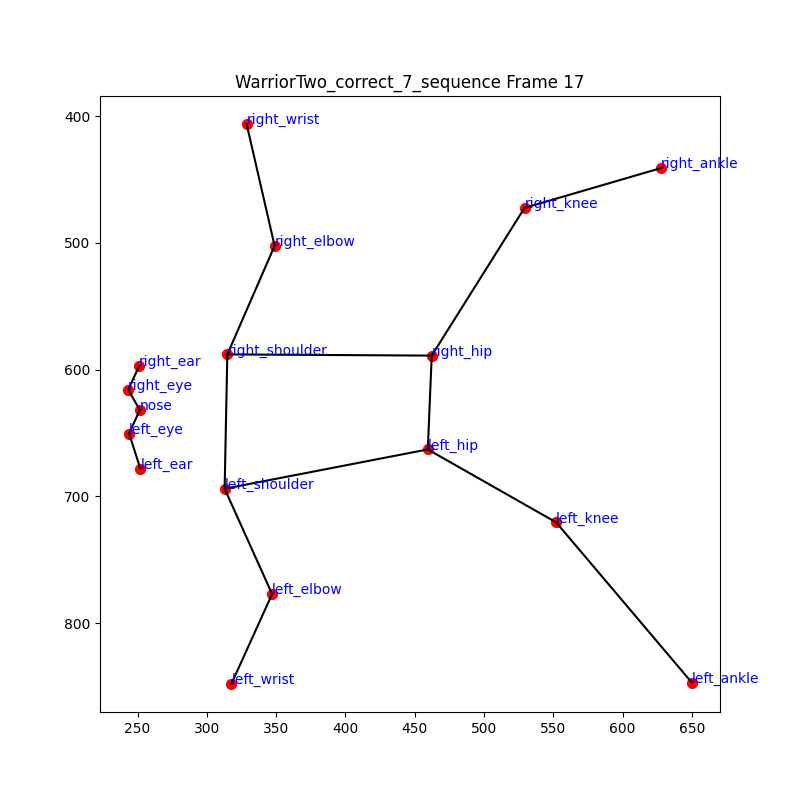 WarriorTwo_correct_7_sequence Frame 17
400
right_wrist
right_ankle
right_knee
500
right_elbow
right_shoulder
right_hip
right_ear
600
right_eye
nose
left_eye
left_hip
left_ear
left_shoulder
700
left_knee
left_elbow
800
left_wrist
left_ankle
250 300 350 400 450 500 550 600 650